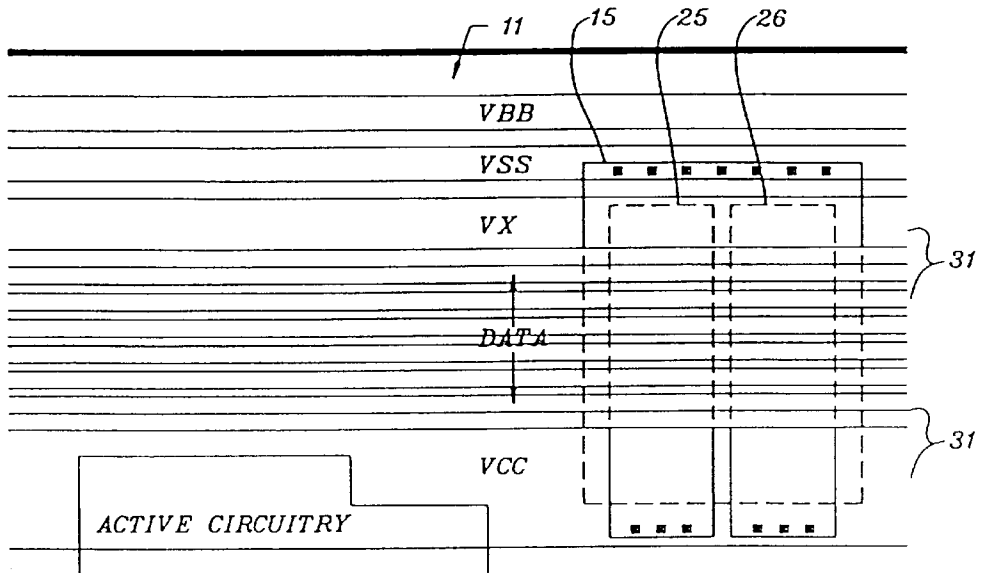 11
15
25
26
VBB
VSS
VX
31
DATA
31
VCC
ACTIVE CIRCUITRY